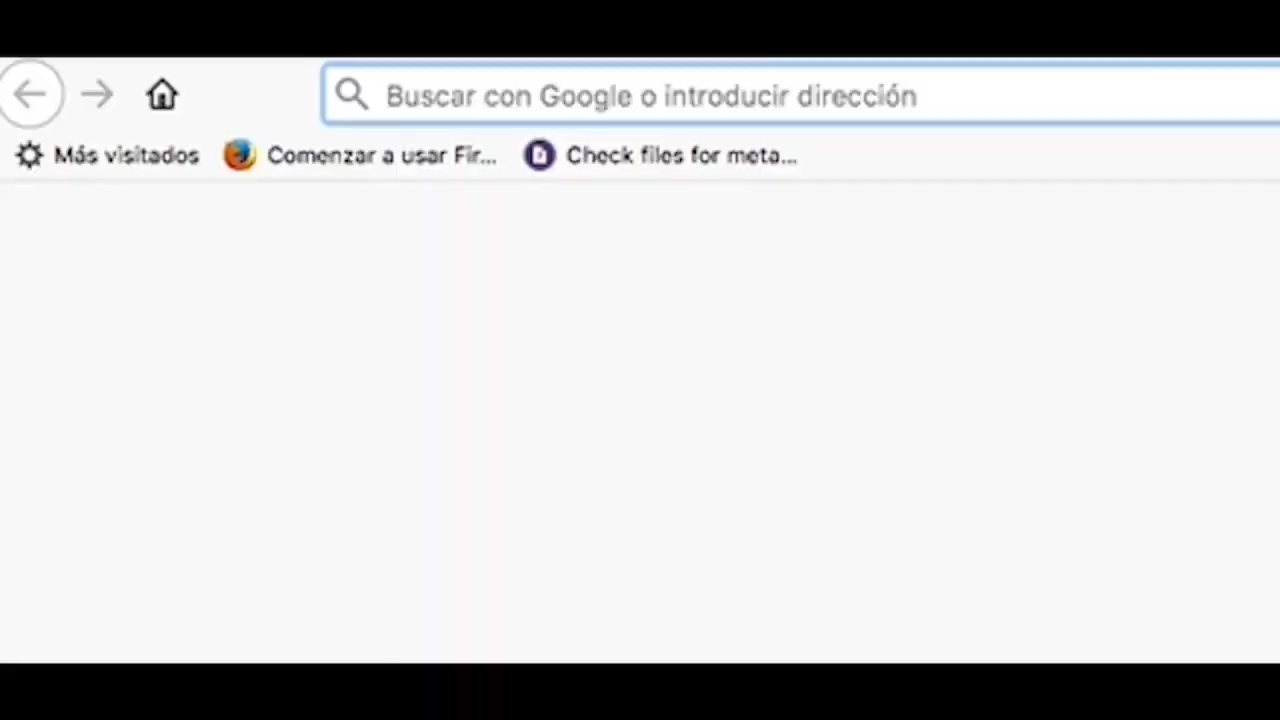 Buscar con Google o introducir dirección
Más visitados Comenzar a usar Fir... Check files for meta...